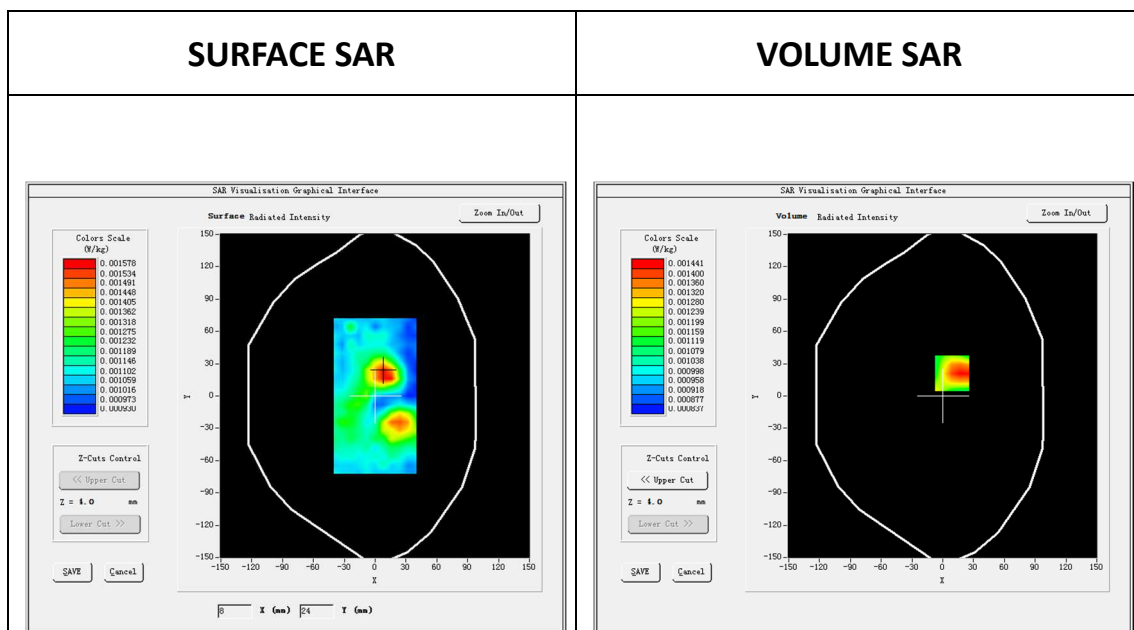 SURFACE SAR
SAR Visualisation Graphical Interface
Surface Radiated Intensity
Zoom In/Out
Colors Scale
(W/kg)
0.001578
0.001534
0.001491
0.001448
0.001405
0.001362
0.001318
0.001275
0.001232
0.001189
0.001146
0.001102
0.001059
0.001016
0.000973
0.000930
Z-Cuts Control
<< Upper Cut
Z = 4.0 mm
Lower Cut >>
SAVE Cancel
Y
150
120
90
60
30
0
-30
-60
-90
-120
-150
-150 -120 -90 -60 -30 0 30 60 90 120 150
X
8 X (mm) 24 Y (mm)
VOLUME SAR
SAR Visualisation Graphical Interface
Volume Radiated Intensity
Zoom In/Out
Colors Scale
(W/kg)
0.001441
0.001400
0.001360
0.001320
0.001280
0.001239
0.001199
0.001159
0.001119
0.001079
0.001038
0.000998
0.000958
0.000918
0.000877
0.000837
Z-Cuts Control
<< Upper Cut
Z = 4.0 mm
Lower Cut >>
SAVE Cancel
Y
150
120
90
60
30
0
-30
-60
-90
-120
-150
-150 -120 -90 -60 -30 0 30 60 90 120 150
X